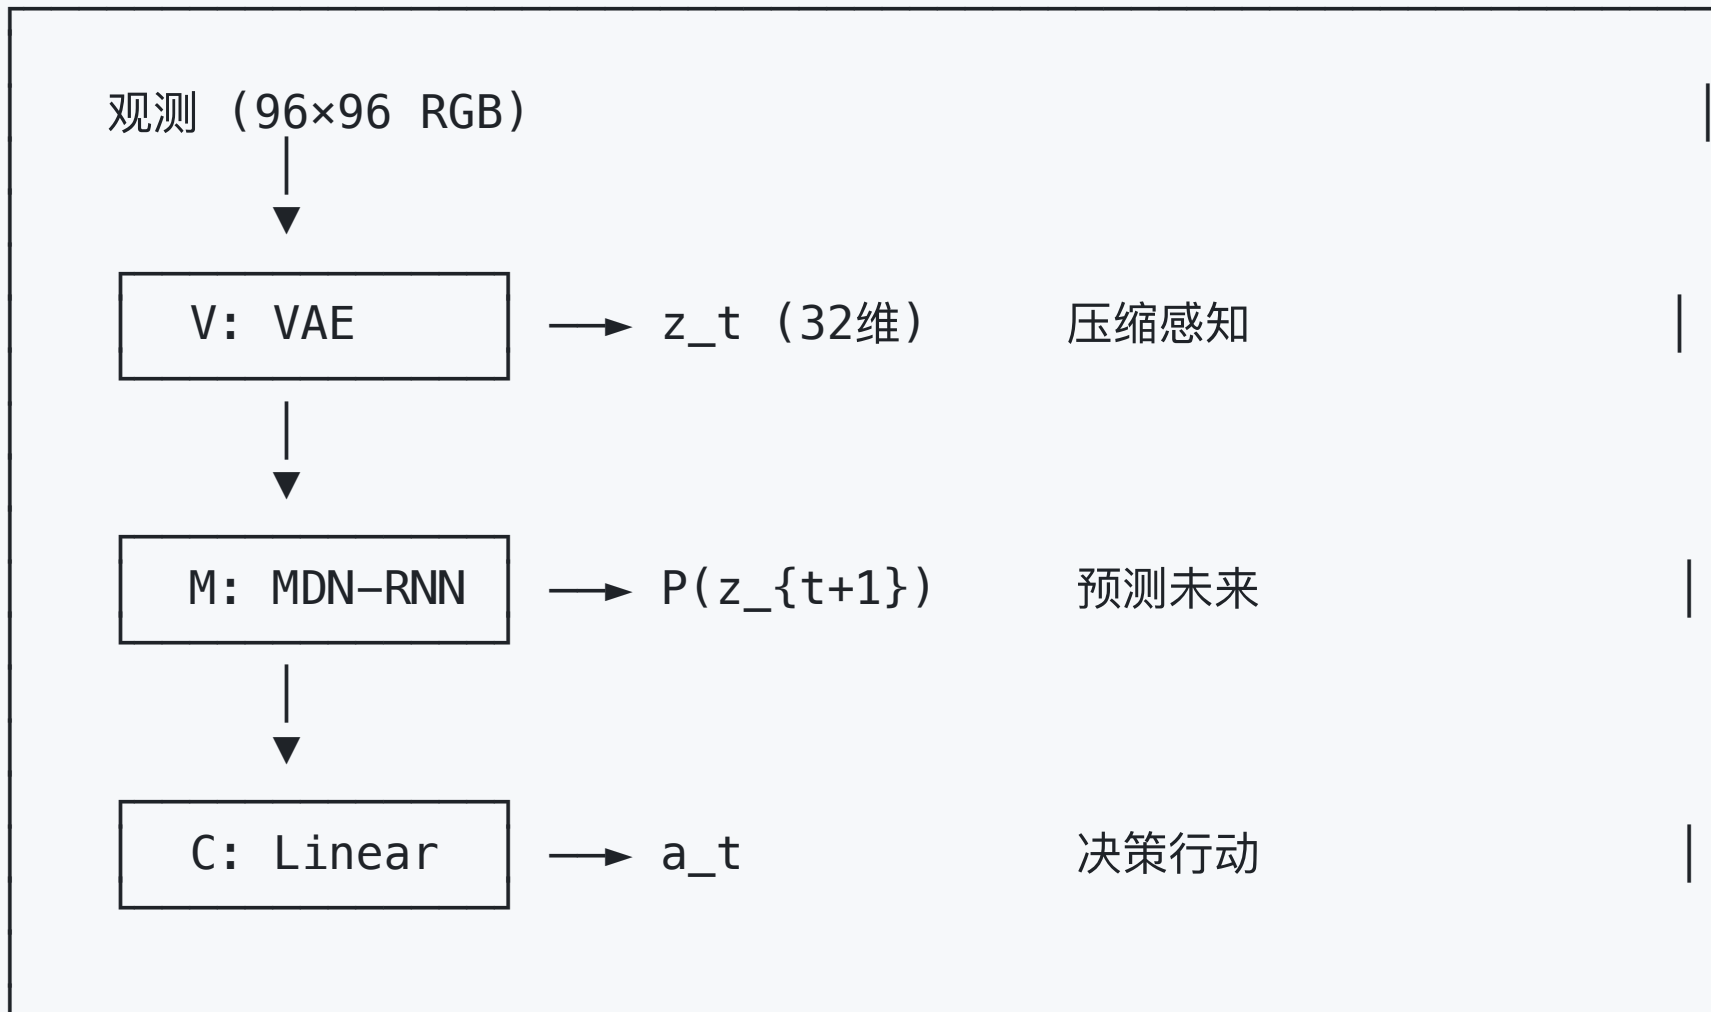 观测 (96×96 RGB)
V: VAE
z_t (32维) 压缩感知
M: MDN-RNN
P(z_{t+1}) 预测未来
C: Linear
a_t 决策行动